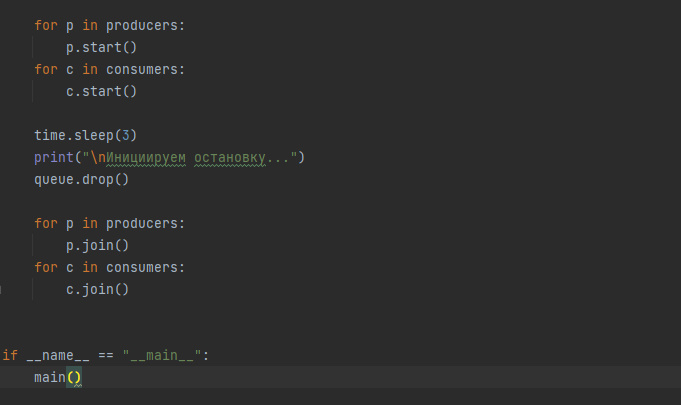 for p in producers:
p.start()
for c in consumers:
c.start()
time.sleep(3)
print("\nИнициируем остановку...")
queue.drop()
for p in producers:
p.join()
for c in consumers:
c.join()
if __name__ == "__main__":
main()